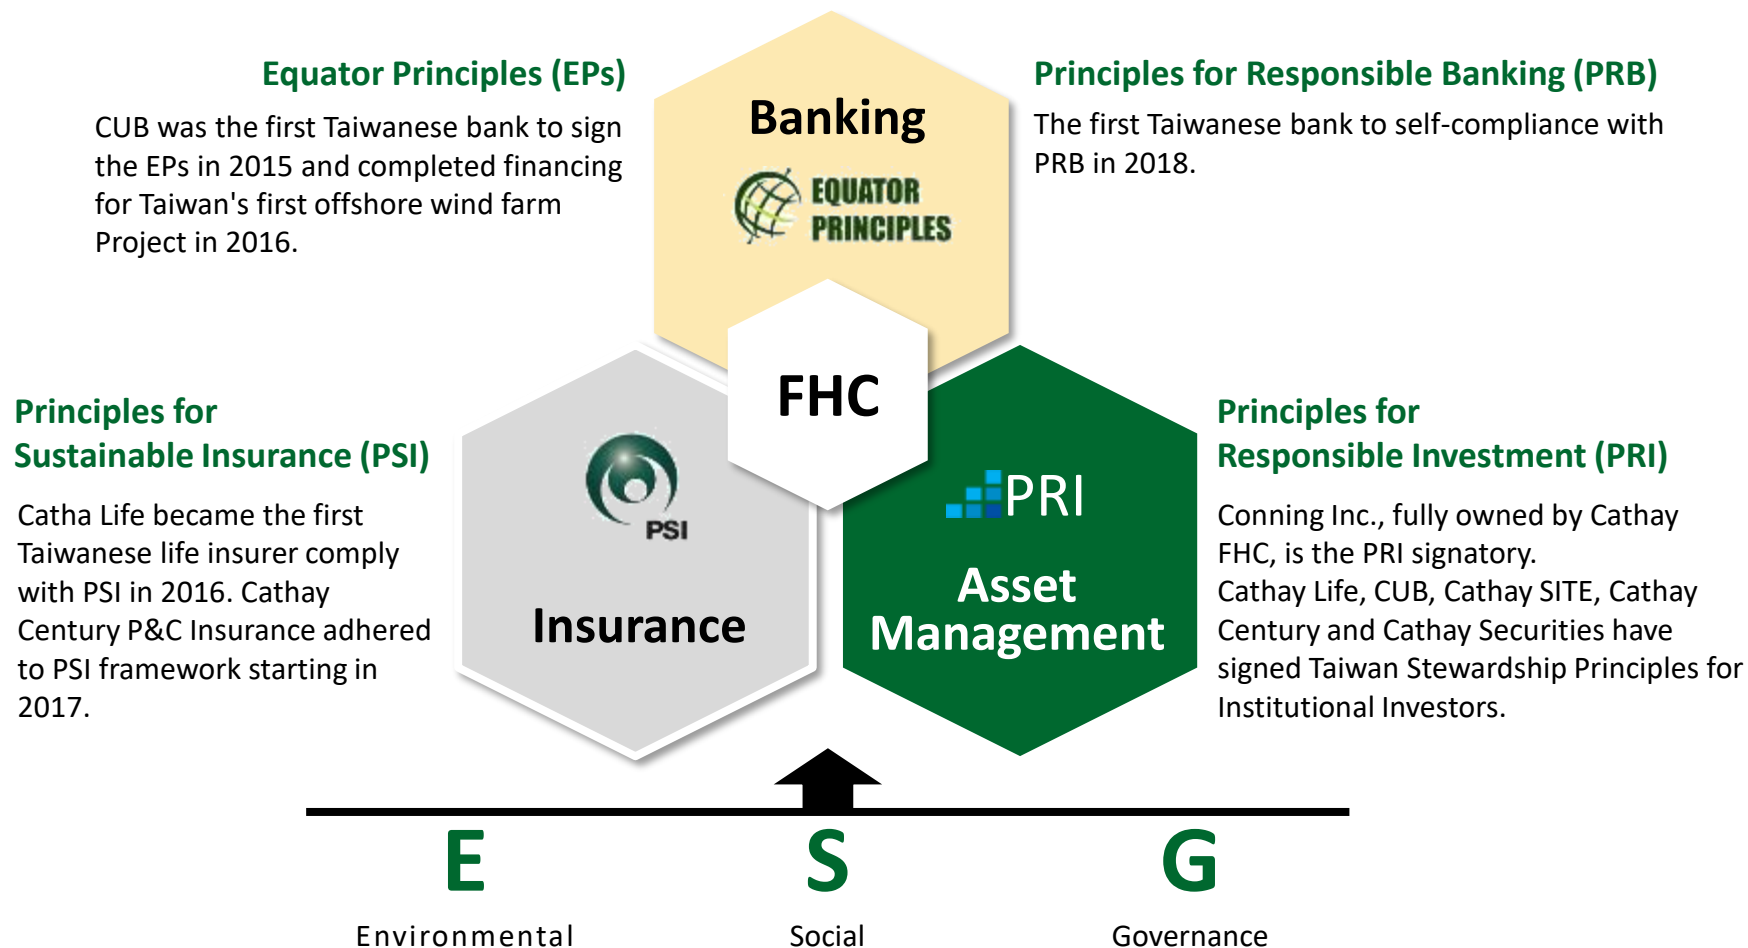 Equator Principles (EPs)
CUB was the first Taiwanese bank to sign
the EPs in 2015 and completed financing
for Taiwan's first offshore wind farm
Project in 2016.
Banking
EQUATOR
PRINCIPLES
Principles for Responsible Banking (PRB)
The first Taiwanese bank to self-compliance with
PRB in 2018.
FHC
Principles for
Sustainable Insurance (PSI)
Catha Life became the first
Taiwanese life insurer comply
with PSI in 2016. Cathay
Century P&C Insurance adhered
to PSI framework starting in
2017.
PSI
Insurance
PRI
Asset
Management
Principles for
Responsible Investment (PRI)
Conning Inc., fully owned by Cathay
FHC, is the PRI signatory.
Cathay Life, CUB, Cathay SITE, Cathay
Century and Cathay Securities have
signed Taiwan Stewardship Principles for
Institutional Investors.
E
S
G
Environmental
Social
Governance